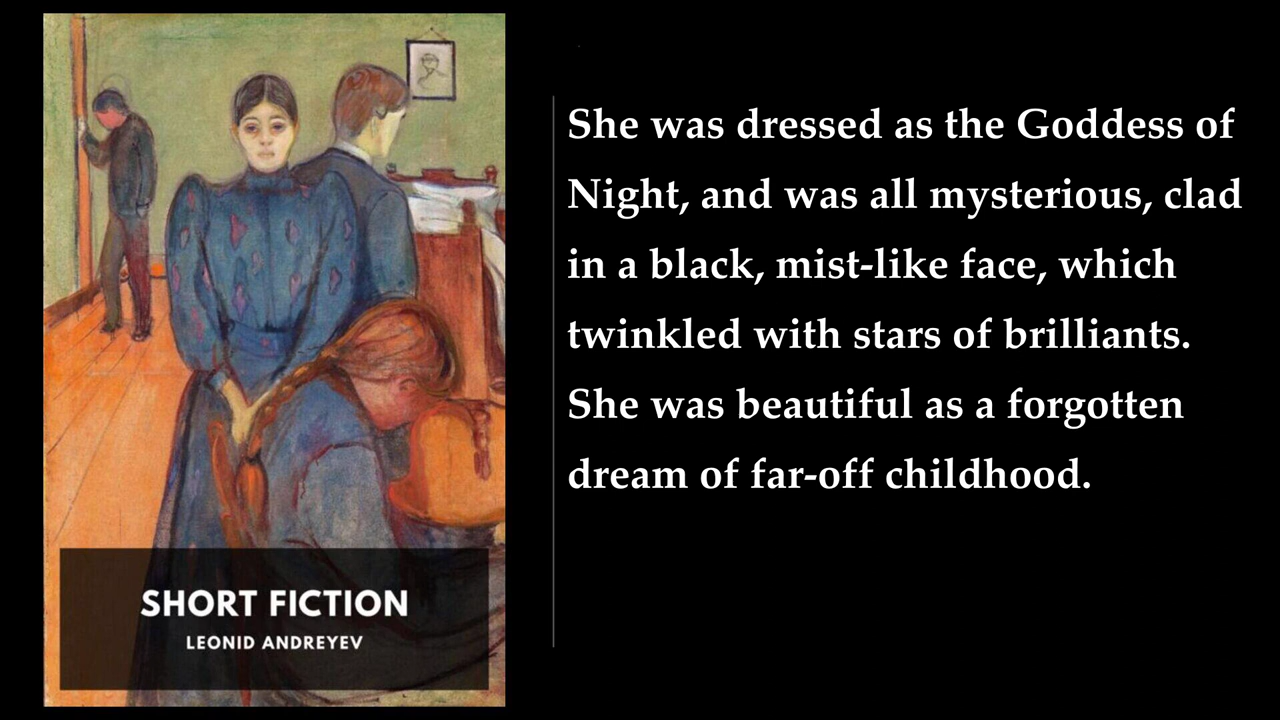 SHORT FICTION
LEONID ANDREYEV
She was dressed as the Goddess of
Night, and was all mysterious, clad
in a black, mist-like face, which
twinkled with stars of brilliants.
She was beautiful as a forgotten
dream of far-off childhood.